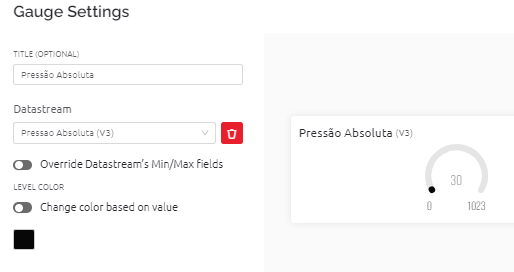 Gauge Settings
TITLE (OPTIONAL)
Pressão Absoluta
Datastream
Pressao Absoluta (V3)
Override Datastream's Min/Max fields
LEVEL COLOR
Change color based on value
Pressão Absoluta (V3)
30
0 1023